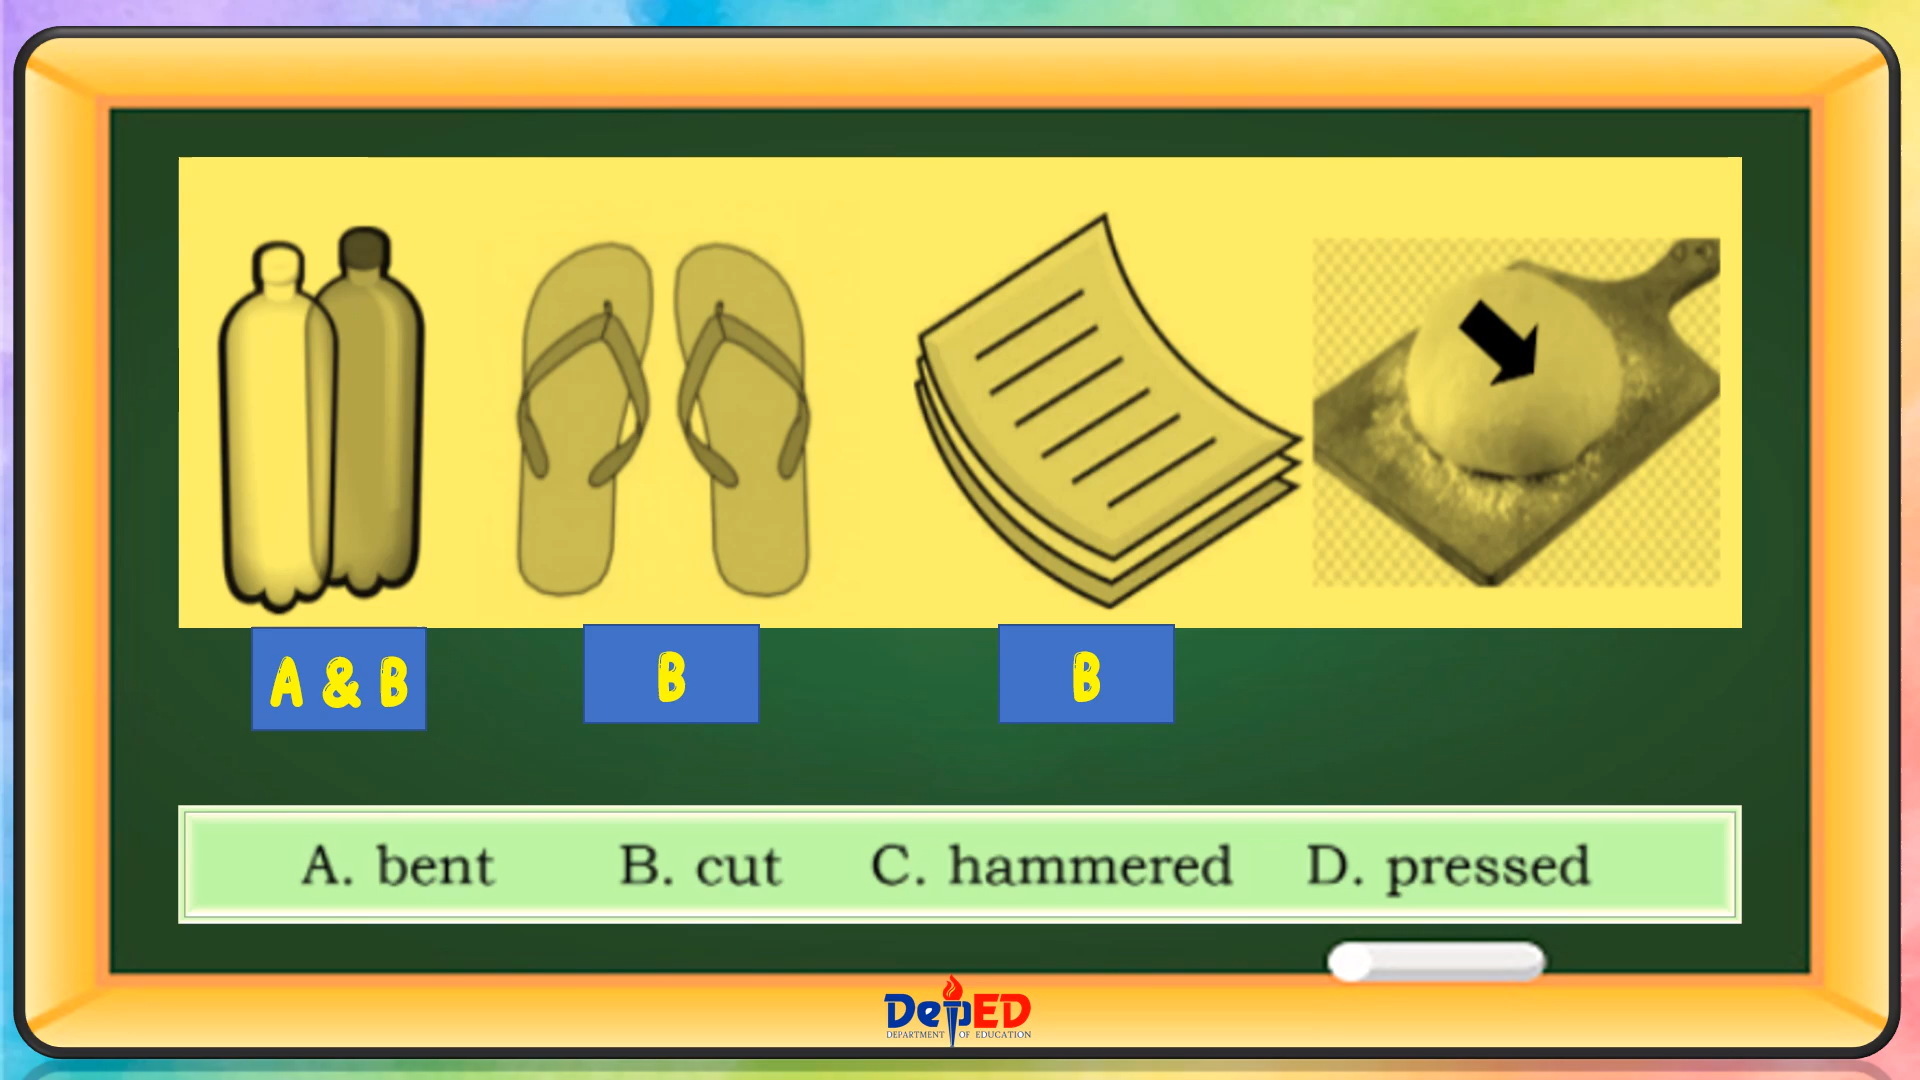 A & B
B
B
A. bent B. cut C. hammered D. pressed
DepED
DEPARTMENT OF EDUCATION